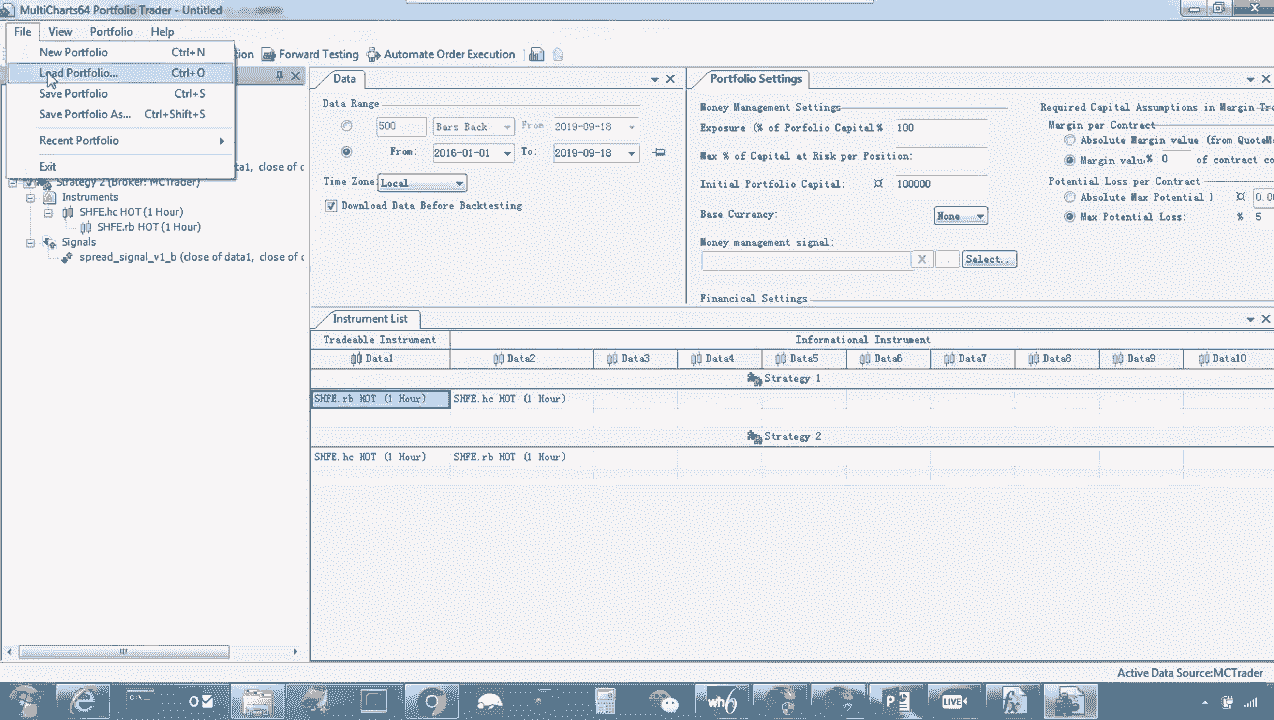 MultiCharts64 Portfolio Trader - Untitled
File View Portfolio Help
New Portfolio Ctrl+N
Load Portfolio... Ctrl+O
Save Portfolio Ctrl+S
Save Portfolio As... Ctrl+Shift+S
Recent Portfolio
Exit
Forward Testing Automate Order Execution
ta1, close of
Strategy 2 (Broker: MCTrader)
Instruments
SHFE.hc HOT (1 Hour)
SHFE.rb HOT (1 Hour)
Signals
spread_signal_v1_b (close of data1, close of c
Data
Data Range
500 Bars Back From 2019-09-18
From: 2016-01-01 To: 2019-09-18
Time Zone: Local
Download Data Before Backtesting
Portfolio Settings
Money Management Settings
Exposure (% of Porfolio Capital % 100
Max % of Capital at Risk per Position:
Initial Portfolio Capital: ¤ 100000
Base Currency: None
Money management signal:
X ... Select...
Financical Settings
Required Capital Assumptions in Margin Tra
Margin per Contract
Absolute Margin value (from QuoteMa
Margin valu % 0 of contract co
Potential Loss per Contract
Absolute Max Potential l ¤ 0.00
Max Potential Loss: % 5
Instrument List
Tradeable Instrument Informational Instrument
Data1 Data2 Data3 Data4 Data5 Data6 Data7 Data8 Data9 Data10
Strategy 1
SHFE.rb HOT (1 Hour) SHFE.hc HOT (1 Hour)
Strategy 2
SHFE.hc HOT (1 Hour) SHFE.rb HOT (1 Hour)
Active Data Source:MCTrader
wh6
LIVE